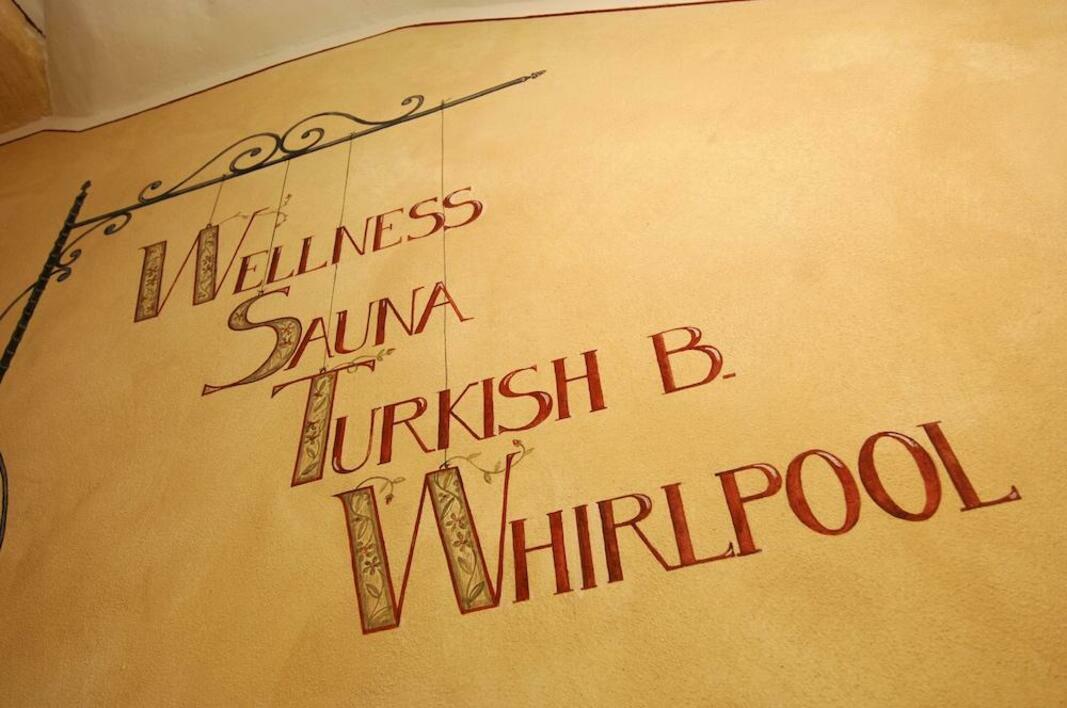 WELLNESS
SAUNA
TURKISH B.
WHIRLPOOL